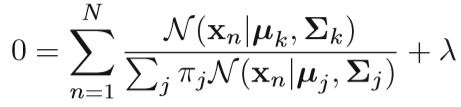 $$0 = \sum_{n=1}^{N} \frac{\mathcal{N}(\mathbf{x}_n|\boldsymbol{\mu}_k, \boldsymbol{\Sigma}_k)}{\sum_j \pi_j \mathcal{N}(\mathbf{x}_n|\boldsymbol{\mu}_j, \boldsymbol{\Sigma}_j)} + \lambda$$